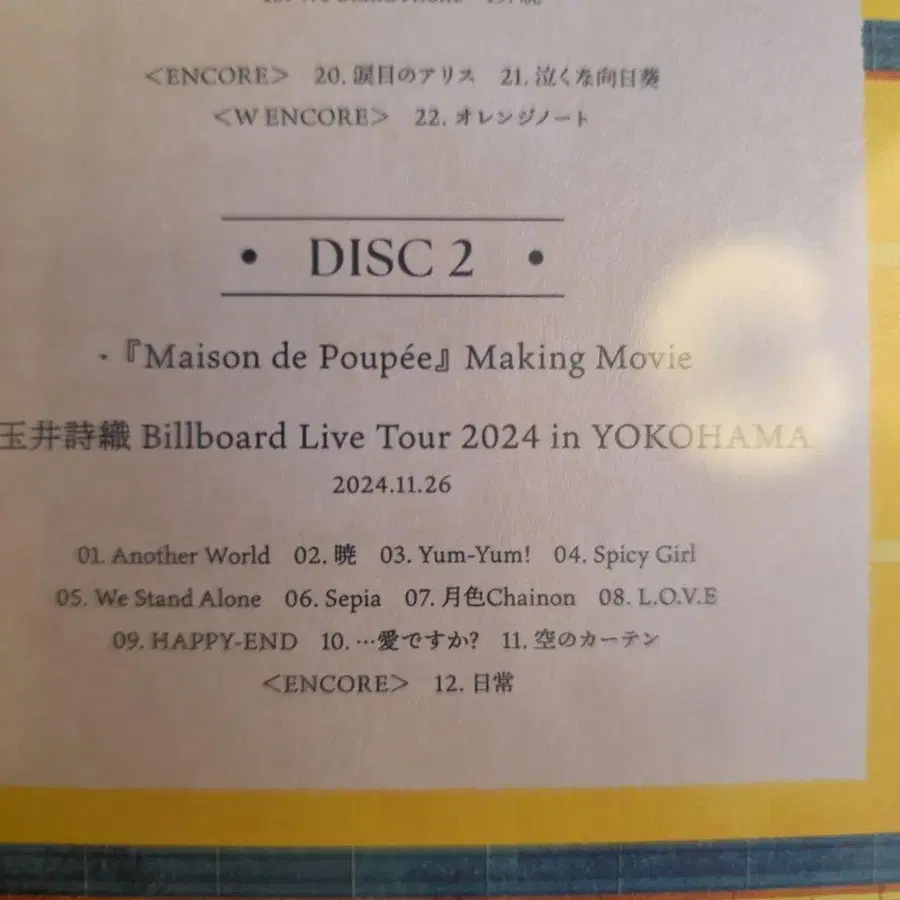 <ENCORE> 20. 涙目のアリス 21. 泣くな向日葵
<W ENCORE> 22. オレンジノート
• DISC 2 •
・『Maison de Poupée』Making Movie
玉井詩織 Billboard Live Tour 2024 in YOKOHAMA
2024.11.26
01. Another World 02. 暁 03. Yum-Yum! 04. Spicy Girl
05. We Stand Alone 06. Sepia 07. 月色Chainon 08. L.O.V.E
09. HAPPY-END 10. …愛ですか? 11. 空のカーテン
<ENCORE> 12. 日常